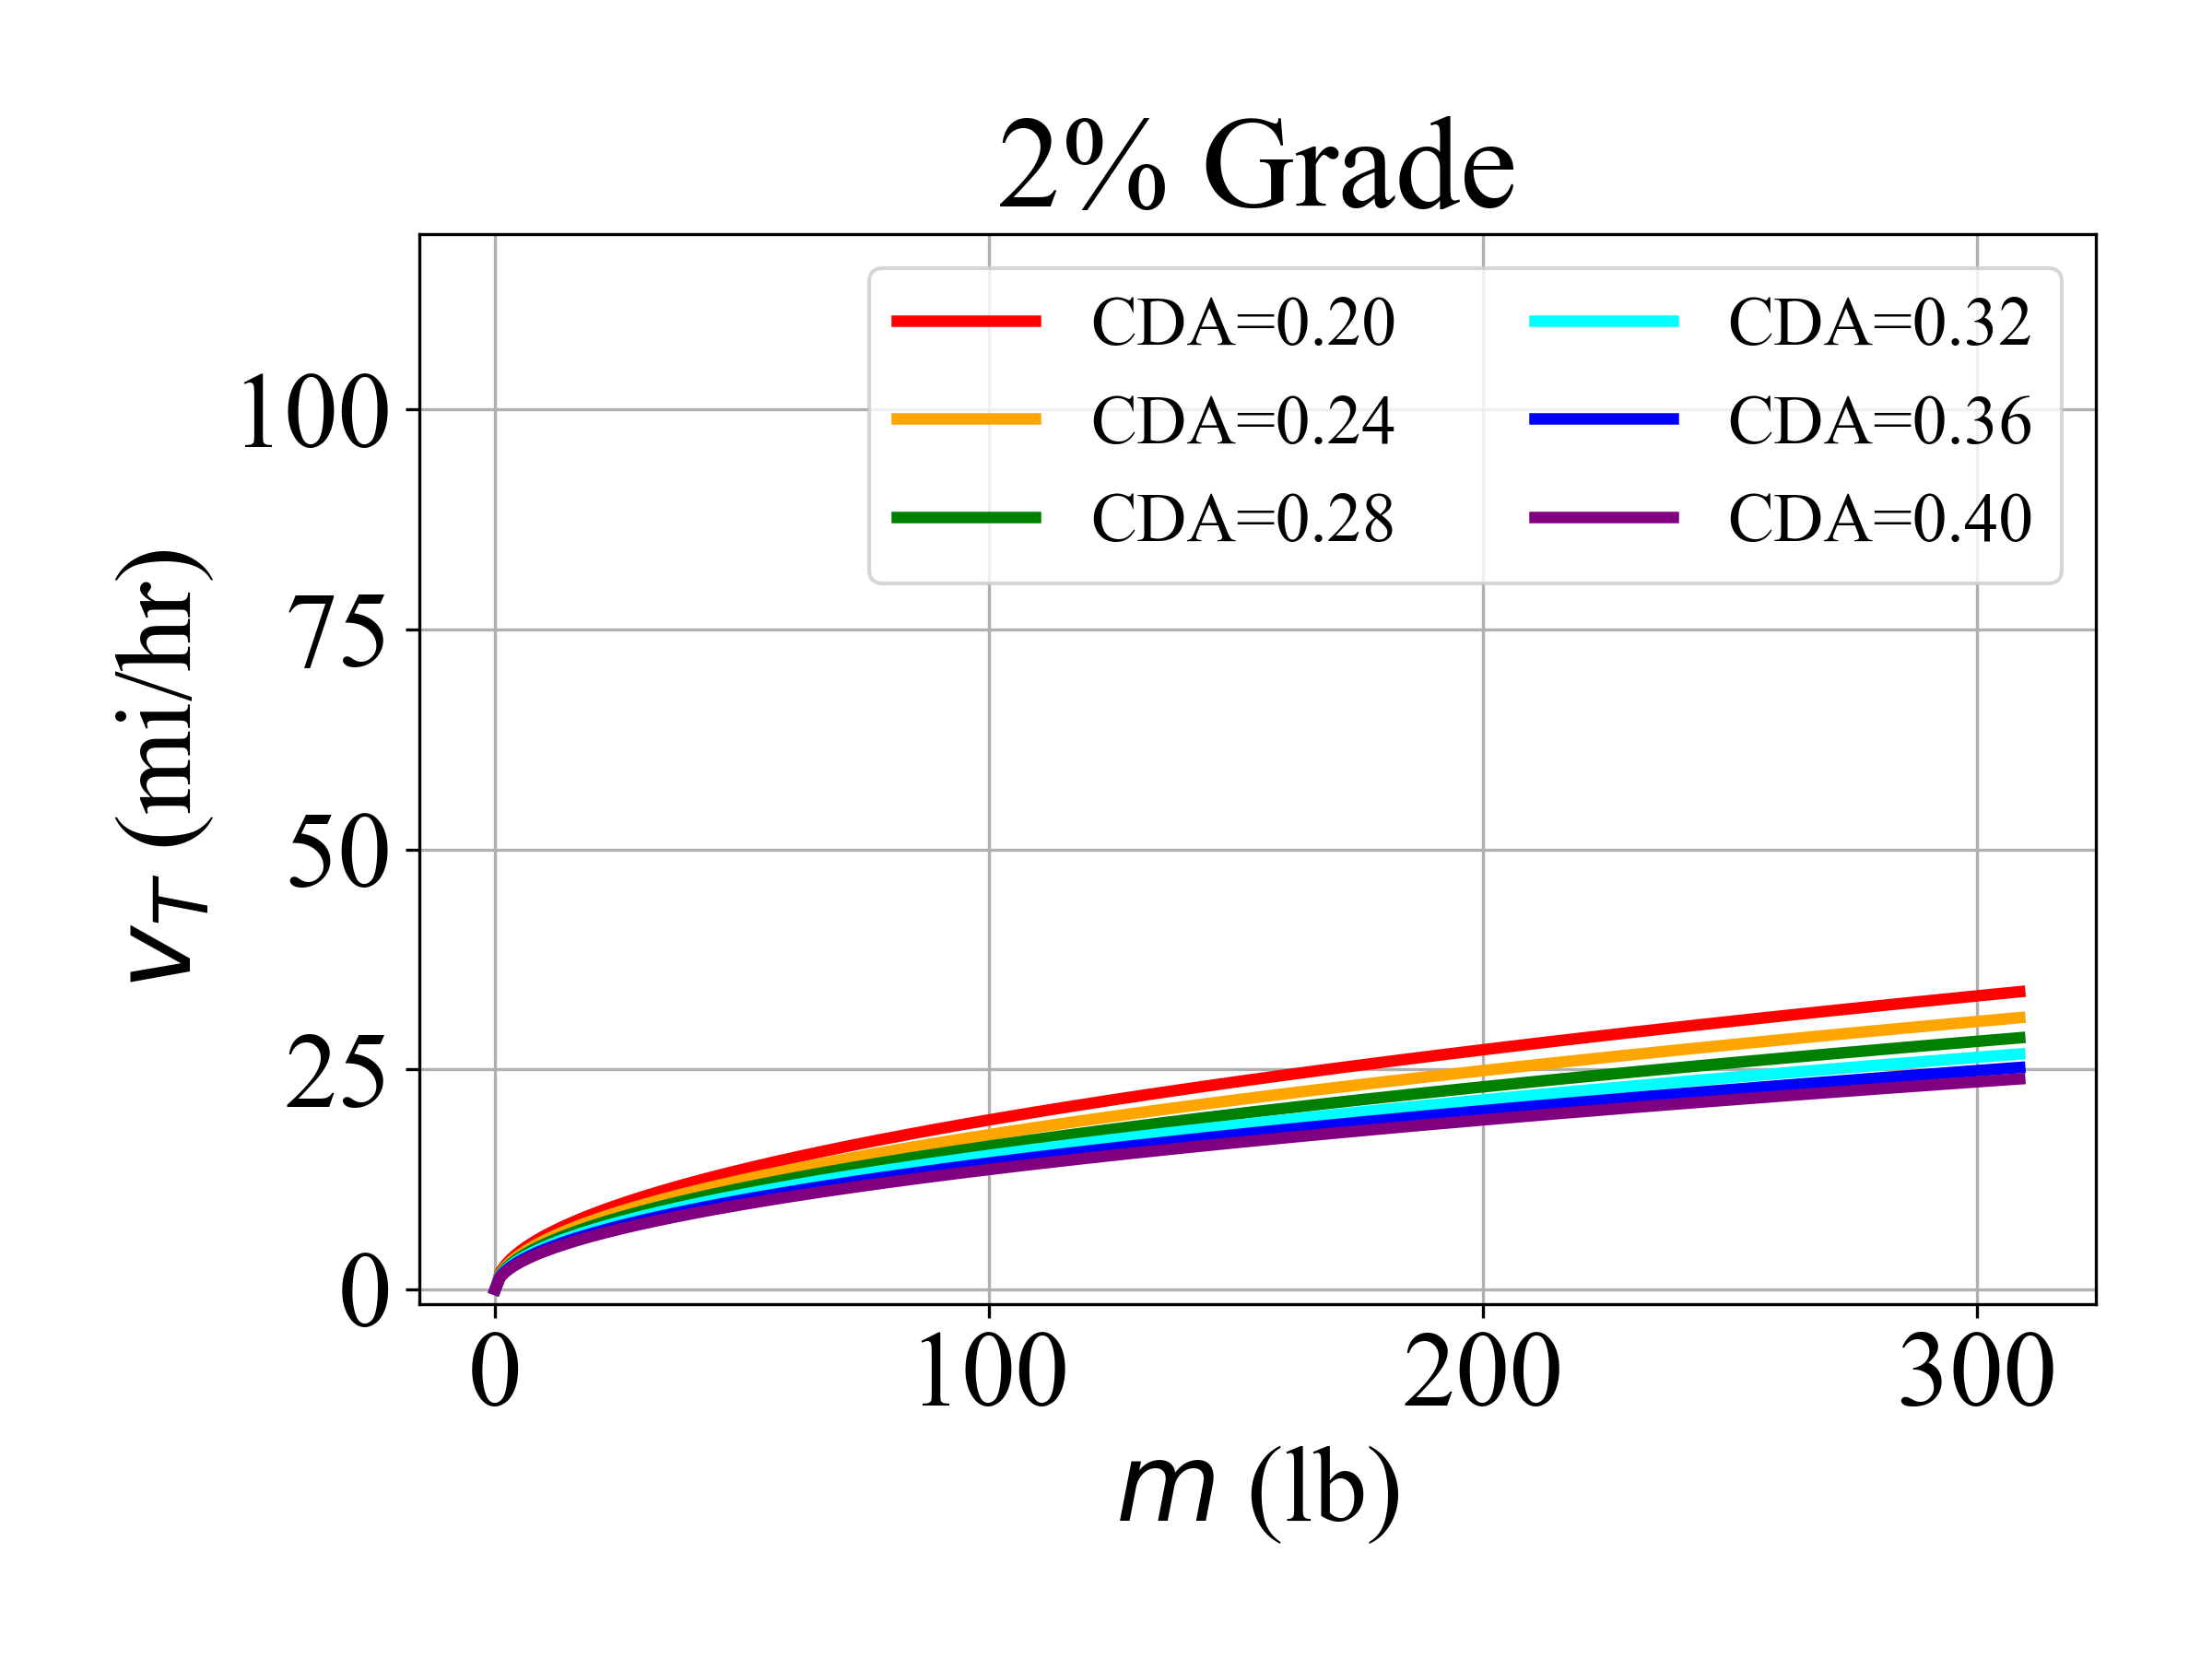 2% Grade
CDA=0.20
CDA=0.24
CDA=0.28
CDA=0.32
CDA=0.36
CDA=0.40
v_T (mi/hr)
100
75
50
25
0
0 100 200 300
m (lb)